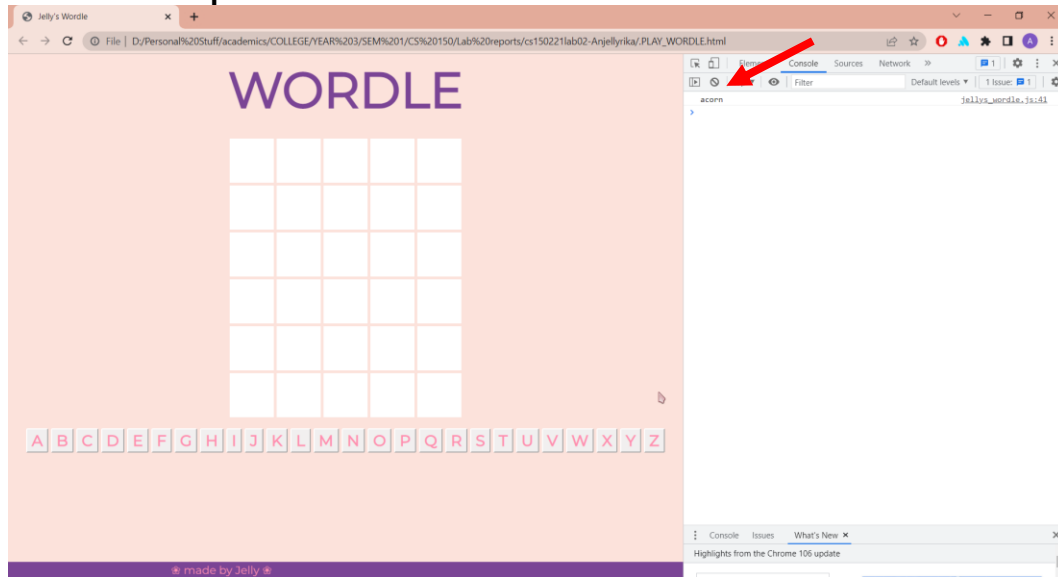 Jelly's Wordle
File | D:/Personal%20Stuff/academics/COLLEGE/YEAR%203/SEM%201/CS%20150/Lab%20reports/cs150221lab02-Anjellyrika/.PLAY_WORDLE.html
A
Console Sources Network
1
Filter Default levels 1 Issue: 1
acorn jellys_wordle.js:41
WORDLE
A B C D E F G H I J K L M N O P Q R S T U V W X Y Z
Console Issues What's New
Highlights from the Chrome 106 update
made by Jelly